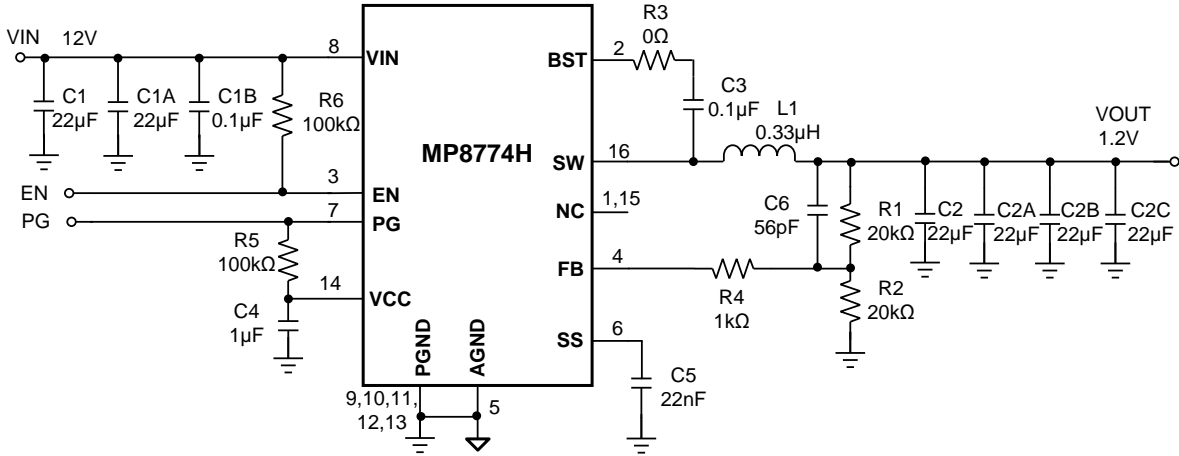 VIN
12V
8
VIN
C1
22µF
C1A
22µF
C1B
0.1µF
R6
100kΩ
EN
3
EN
PG
7
PG
R5
100kΩ
14
VCC
C4
1µF
MP8774H
PGND
AGND
9,10,11,
12,13
5
BST
2
R3
0Ω
C3
0.1µF
L1
0.33µH
SW
16
NC
1,15
FB
4
R4
1kΩ
C6
56pF
R1
20kΩ
R2
20kΩ
SS
6
C5
22nF
C2
22µF
C2A
22µF
C2B
22µF
C2C
22µF
VOUT
1.2V